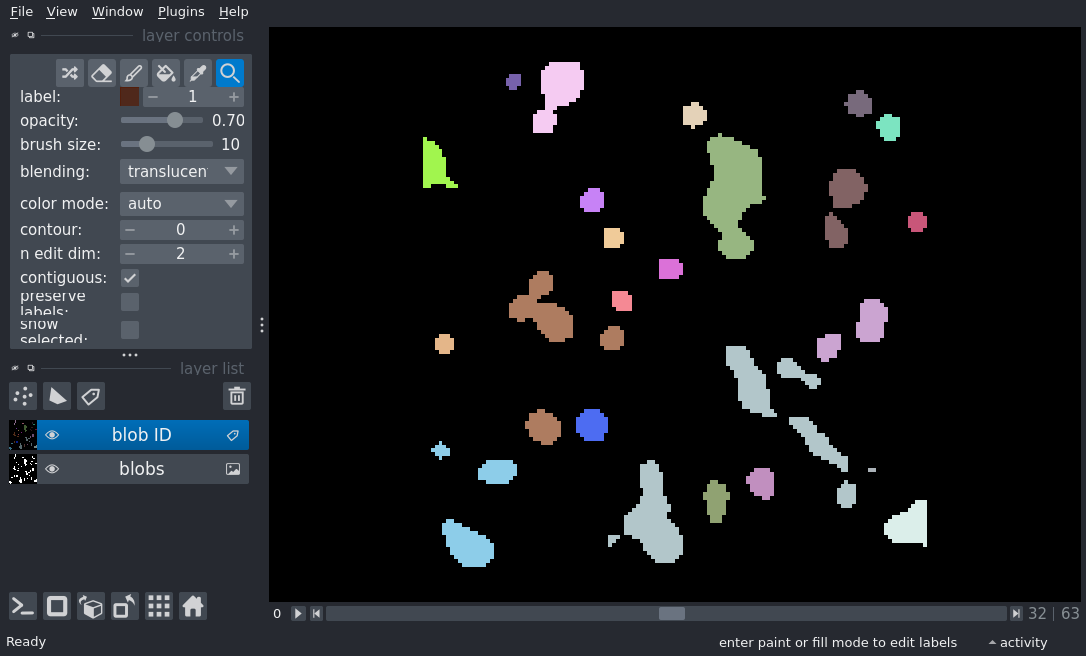 File View Window Plugins Help
layer controls
label: − 1 +
opacity: 0.70
brush size: 10
blending: translucen
color mode: auto
contour: − 0 +
n edit dim: − 2 +
contiguous:
preserve
labels:
show
selected:
layer list
blob ID
blobs
0 32 | 63
Ready enter paint or fill mode to edit labels activity